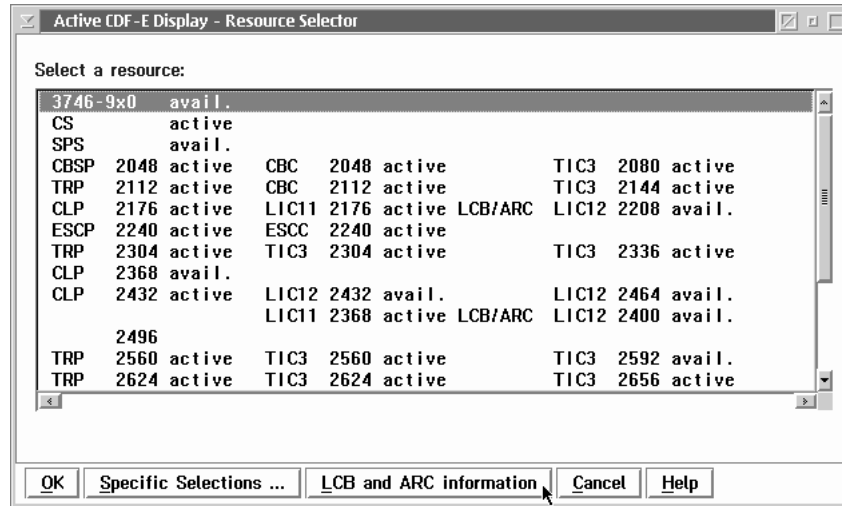 Active CDF-E Display - Resource Selector
Select a resource:
3746-9x0 avail.
CS active
SPS avail.
CBSP 2048 active CBC 2048 active TIC3 2080 active
TRP 2112 active CBC 2112 active TIC3 2144 active
CLP 2176 active LIC11 2176 active LCB/ARC LIC12 2208 avail.
ESCP 2240 active ESCC 2240 active
TRP 2304 active TIC3 2304 active TIC3 2336 active
CLP 2368 avail.
CLP 2432 active LIC12 2432 avail. LIC12 2464 avail.
LIC11 2368 active LCB/ARC LIC12 2400 avail.
2496
TRP 2560 active TIC3 2560 active TIC3 2592 avail.
TRP 2624 active TIC3 2624 active TIC3 2656 active
OK Specific Selections ... LCB and ARC information Cancel Help